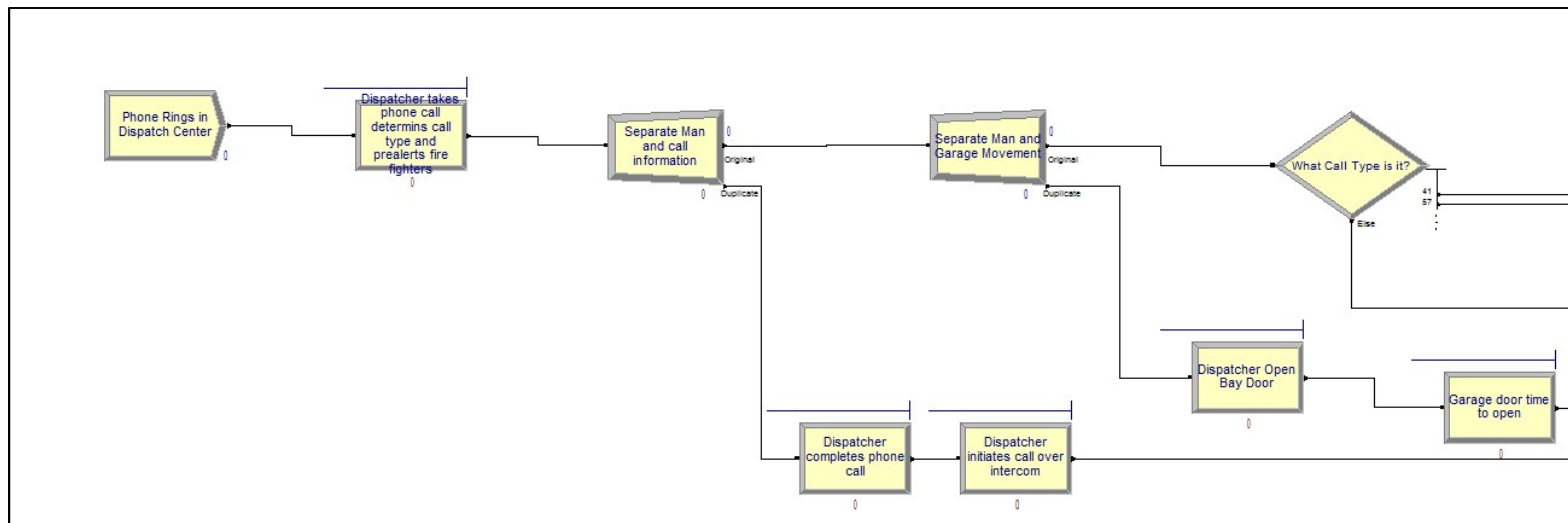 Phone Rings in
Dispatch Center
0
Dispatcher takes
phone call
determins call
type and
prealerts fire
fighters
0
Separate Man
and call
information
0
Original
0
Duplicate
Separate Man and
Garage Movement
0
Original
0
Duplicate
What Call Type is it?
41
57
Else
Dispatcher Open
Bay Door
0
Garage door time
to open
0
Dispatcher
completes phone
call
0
Dispatcher
initiates call over
intercom
0